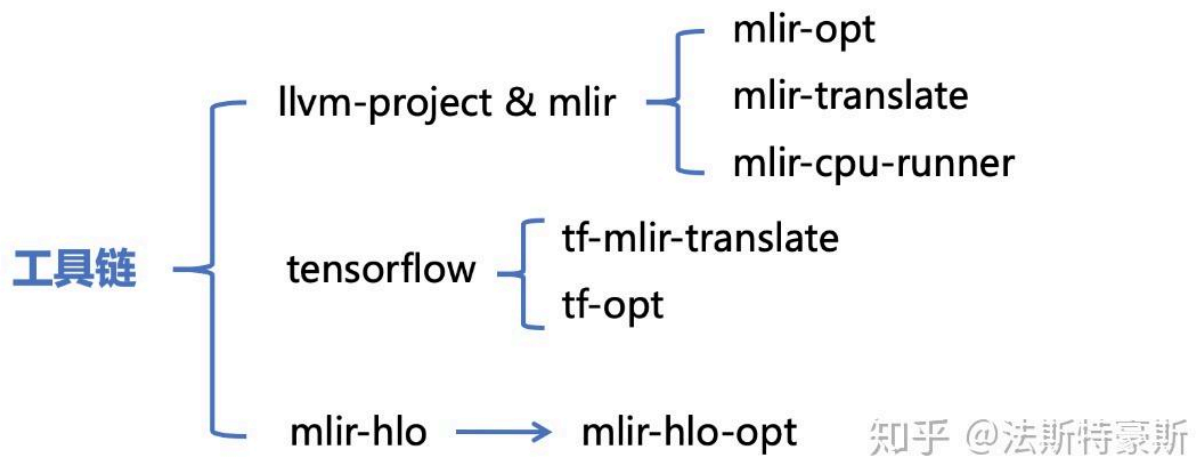 工具链
llvm-project & mlir
mlir-opt
mlir-translate
mlir-cpu-runner
tensorflow
tf-mlir-translate
tf-opt
mlir-hlo
mlir-hlo-opt
知乎 @法斯特豪斯